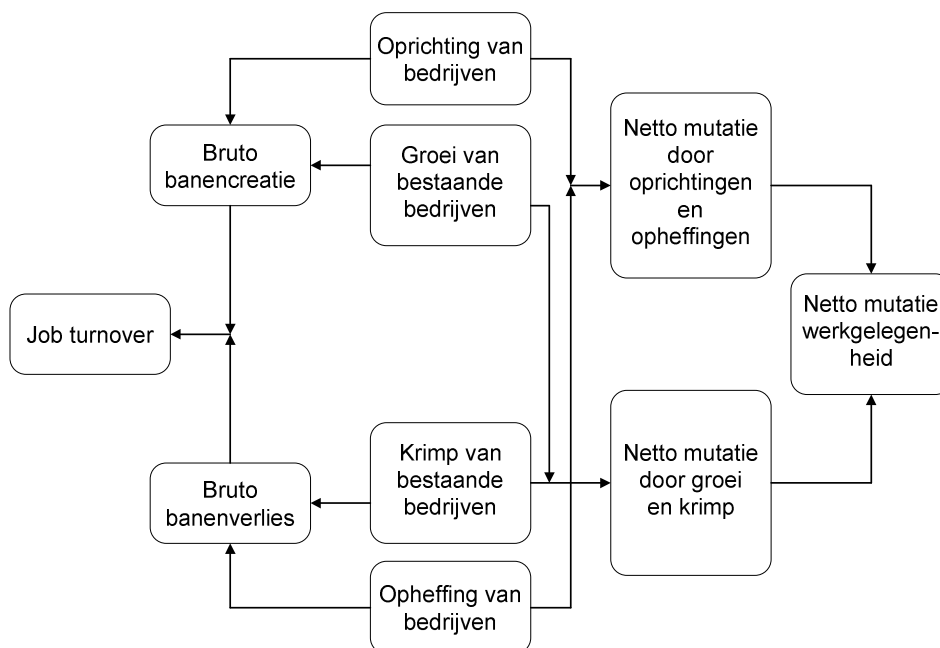 Oprichting van
bedrijven
Bruto
banencreatie
Groei van
bestaande
bedrijven
Netto mutatie
door
oprichtingen
en
opheffingen
Job turnover
Netto mutatie
werkgelegen-
heid
Bruto
banenverlies
Krimp van
bestaande
bedrijven
Netto mutatie
door groei
en krimp
Opheffing van
bedrijven